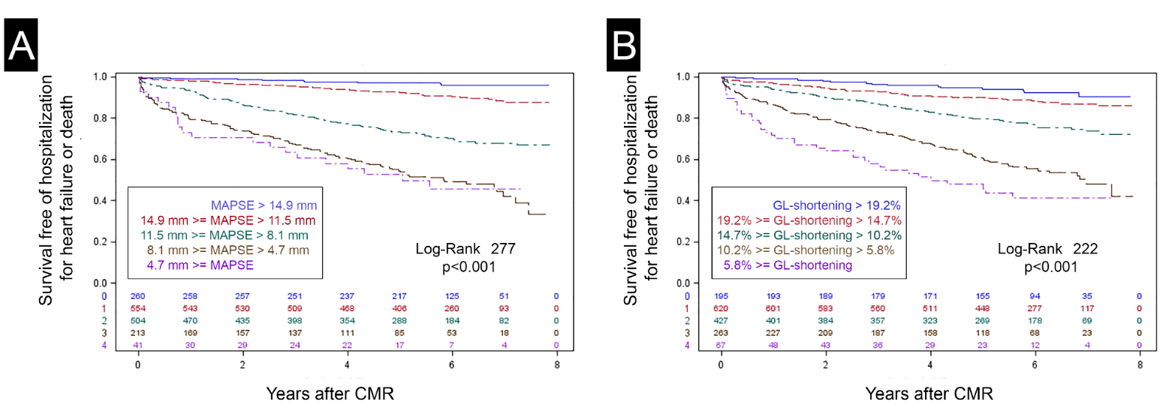 A
Survival free of hospitalization
for heart failure or death
1.0
0.8
0.6
0.4
0.2
0.0
MAPSE > 14.9 mm
14.9 mm >= MAPSE > 11.5 mm
11.5 mm >= MAPSE > 8.1 mm
8.1 mm >= MAPSE > 4.7 mm
4.7 mm >= MAPSE
Log-Rank 277
p<0.001
0 260 258 257 251 237 217 125 51 0
1 554 543 530 509 468 406 260 93 0
2 504 470 435 398 354 288 184 82 0
3 213 169 157 137 111 85 53 18 0
4 41 30 29 24 22 17 7 4 0
0 2 4 6 8
Years after CMR
B
Survival free of hospitalization
for heart failure or death
1.0
0.8
0.6
0.4
0.2
0.0
GL-shortening > 19.2%
19.2% >= GL-shortening > 14.7%
14.7% >= GL-shortening > 10.2%
10.2% >= GL-shortening > 5.8%
5.8% >= GL-shortening
Log-Rank 222
p<0.001
0 195 193 189 179 171 155 94 35 0
1 620 601 583 560 511 448 277 117 0
2 427 401 384 357 323 269 178 69 0
3 263 227 209 187 158 118 68 23 0
4 67 48 43 36 29 23 12 4 0
0 2 4 6 8
Years after CMR